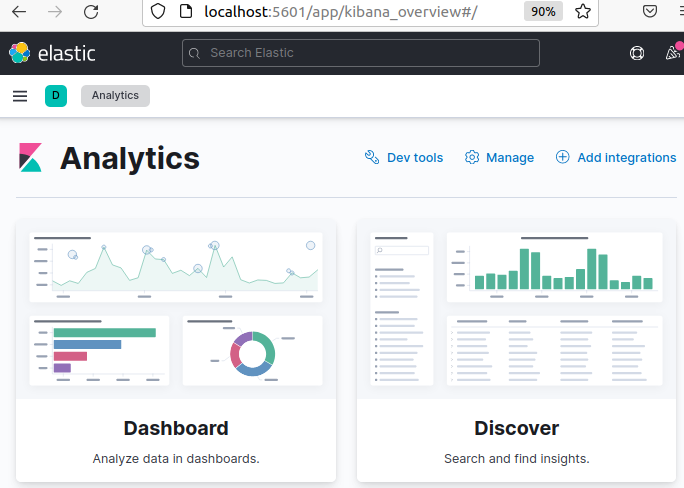 localhost:5601/app/kibana_overview#/
90%
elastic
Search Elastic
D
Analytics
Analytics
Dev tools
Manage
Add integrations
Dashboard
Analyze data in dashboards.
Discover
Search and find insights.